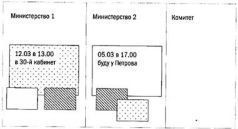 Министерство 1
Министерство 2
Комитет
12.03 в 13.00
в 30-й кабинет
05.03 в 17.00
буду у Петрова